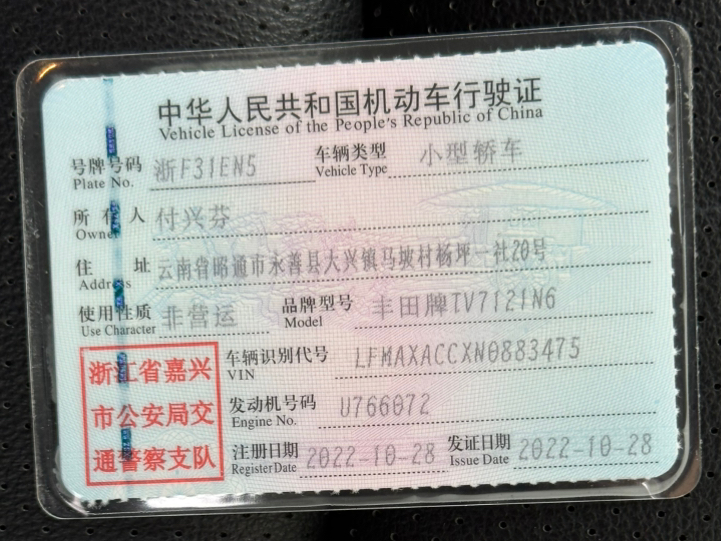 中华人民共和国机动车行驶证
Vehicle License of the People's Republic of China
号牌号码 浙F31EN5 车辆类型 小型轿车
Plate No. Vehicle Type
所有人 付兴芬
Owner
住址 云南省昭通市永善县大兴镇马坡村杨坪一社20号
Address
使用性质 非营运 品牌型号 丰田牌TV7121N6
Use Character Model
浙江省嘉兴
市公安局交
通警察支队
车辆识别代号 LFMAXACCXN0883475
VIN
发动机号码 U766072
Engine No.
注册日期 2022-10-28 发证日期 2022-10-28
Register Date Issue Date